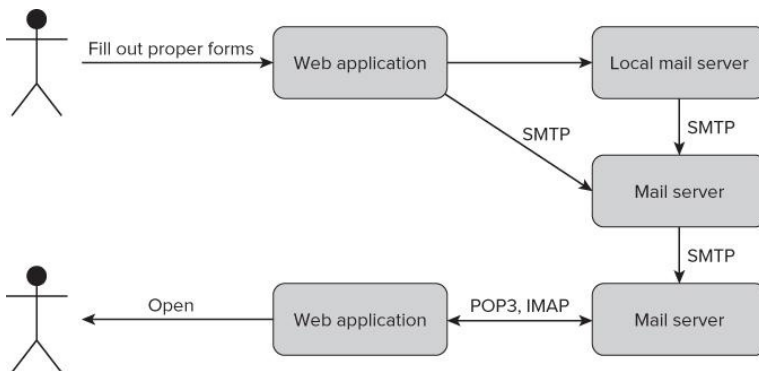 Fill out proper forms
Web application
Local mail server
SMTP
SMTP
Mail server
SMTP
Open
Web application
POP3, IMAP
Mail server